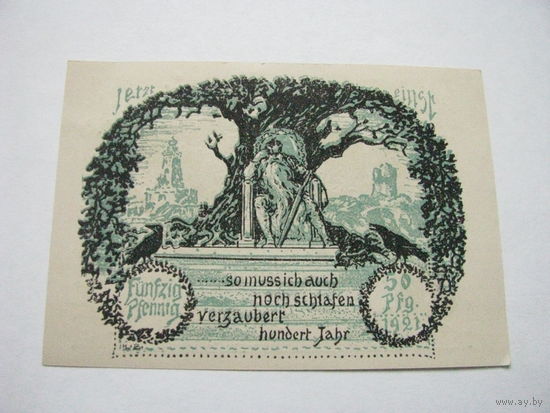 Jetzt einst
......so muss ich auch
noch schlafen
verzaubert
hundert Jahr
Fünfzig
Pfennig
50
Pfg.
1921
www.ay.by